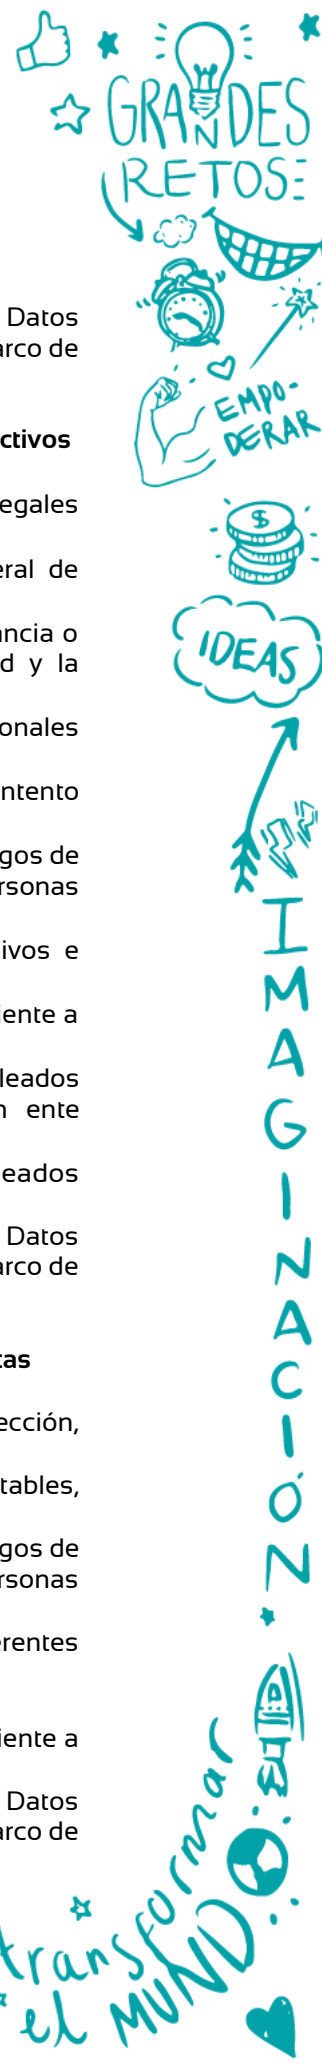 GRANDES
RETOS
Datos
arco de
EMPO-
DERAR
ctivos
egales
$
eral de
ancia o
d y la
IDEAS
onales
ntento
gos de
rsonas
ivos e
iente a
leados
n ente
eados
Datos
arco de
IMAGINACIÓN
tas
ección,
tables,
gos de
rsonas
erentes
iente a
Datos
arco de
transformar
el MUNDO